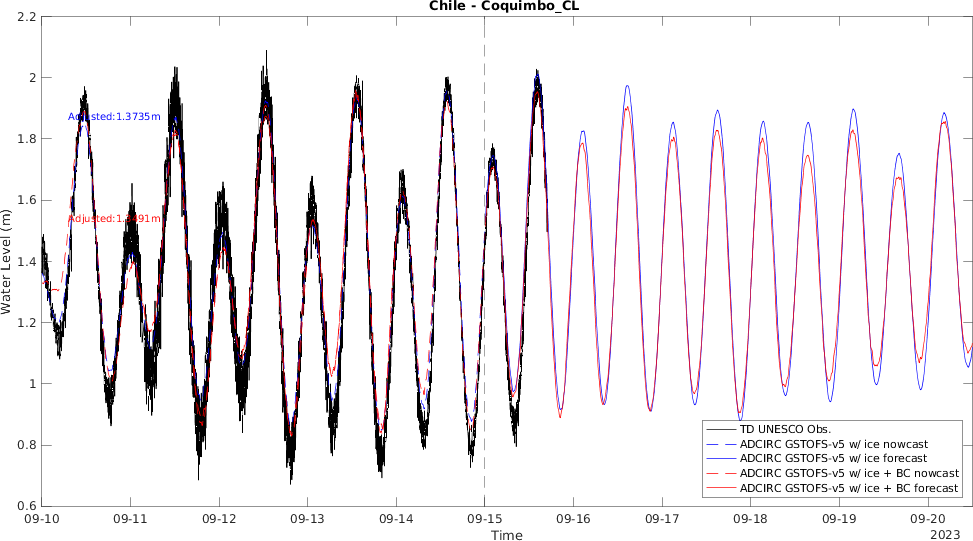 Chile - Coquimbo_CL
2.2
2
1.8
1.6
1.4
1.2
1
0.8
0.6
Water Level (m)
Adjusted:1.3735m
Adjusted:1.3491m
TD UNESCO Obs.
ADCIRC GSTOFS-v5 w/ ice nowcast
ADCIRC GSTOFS-v5 w/ ice forecast
ADCIRC GSTOFS-v5 w/ ice + BC nowcast
ADCIRC GSTOFS-v5 w/ ice + BC forecast
09-10 09-11 09-12 09-13 09-14 09-15 09-16 09-17 09-18 09-19 09-20
Time
2023